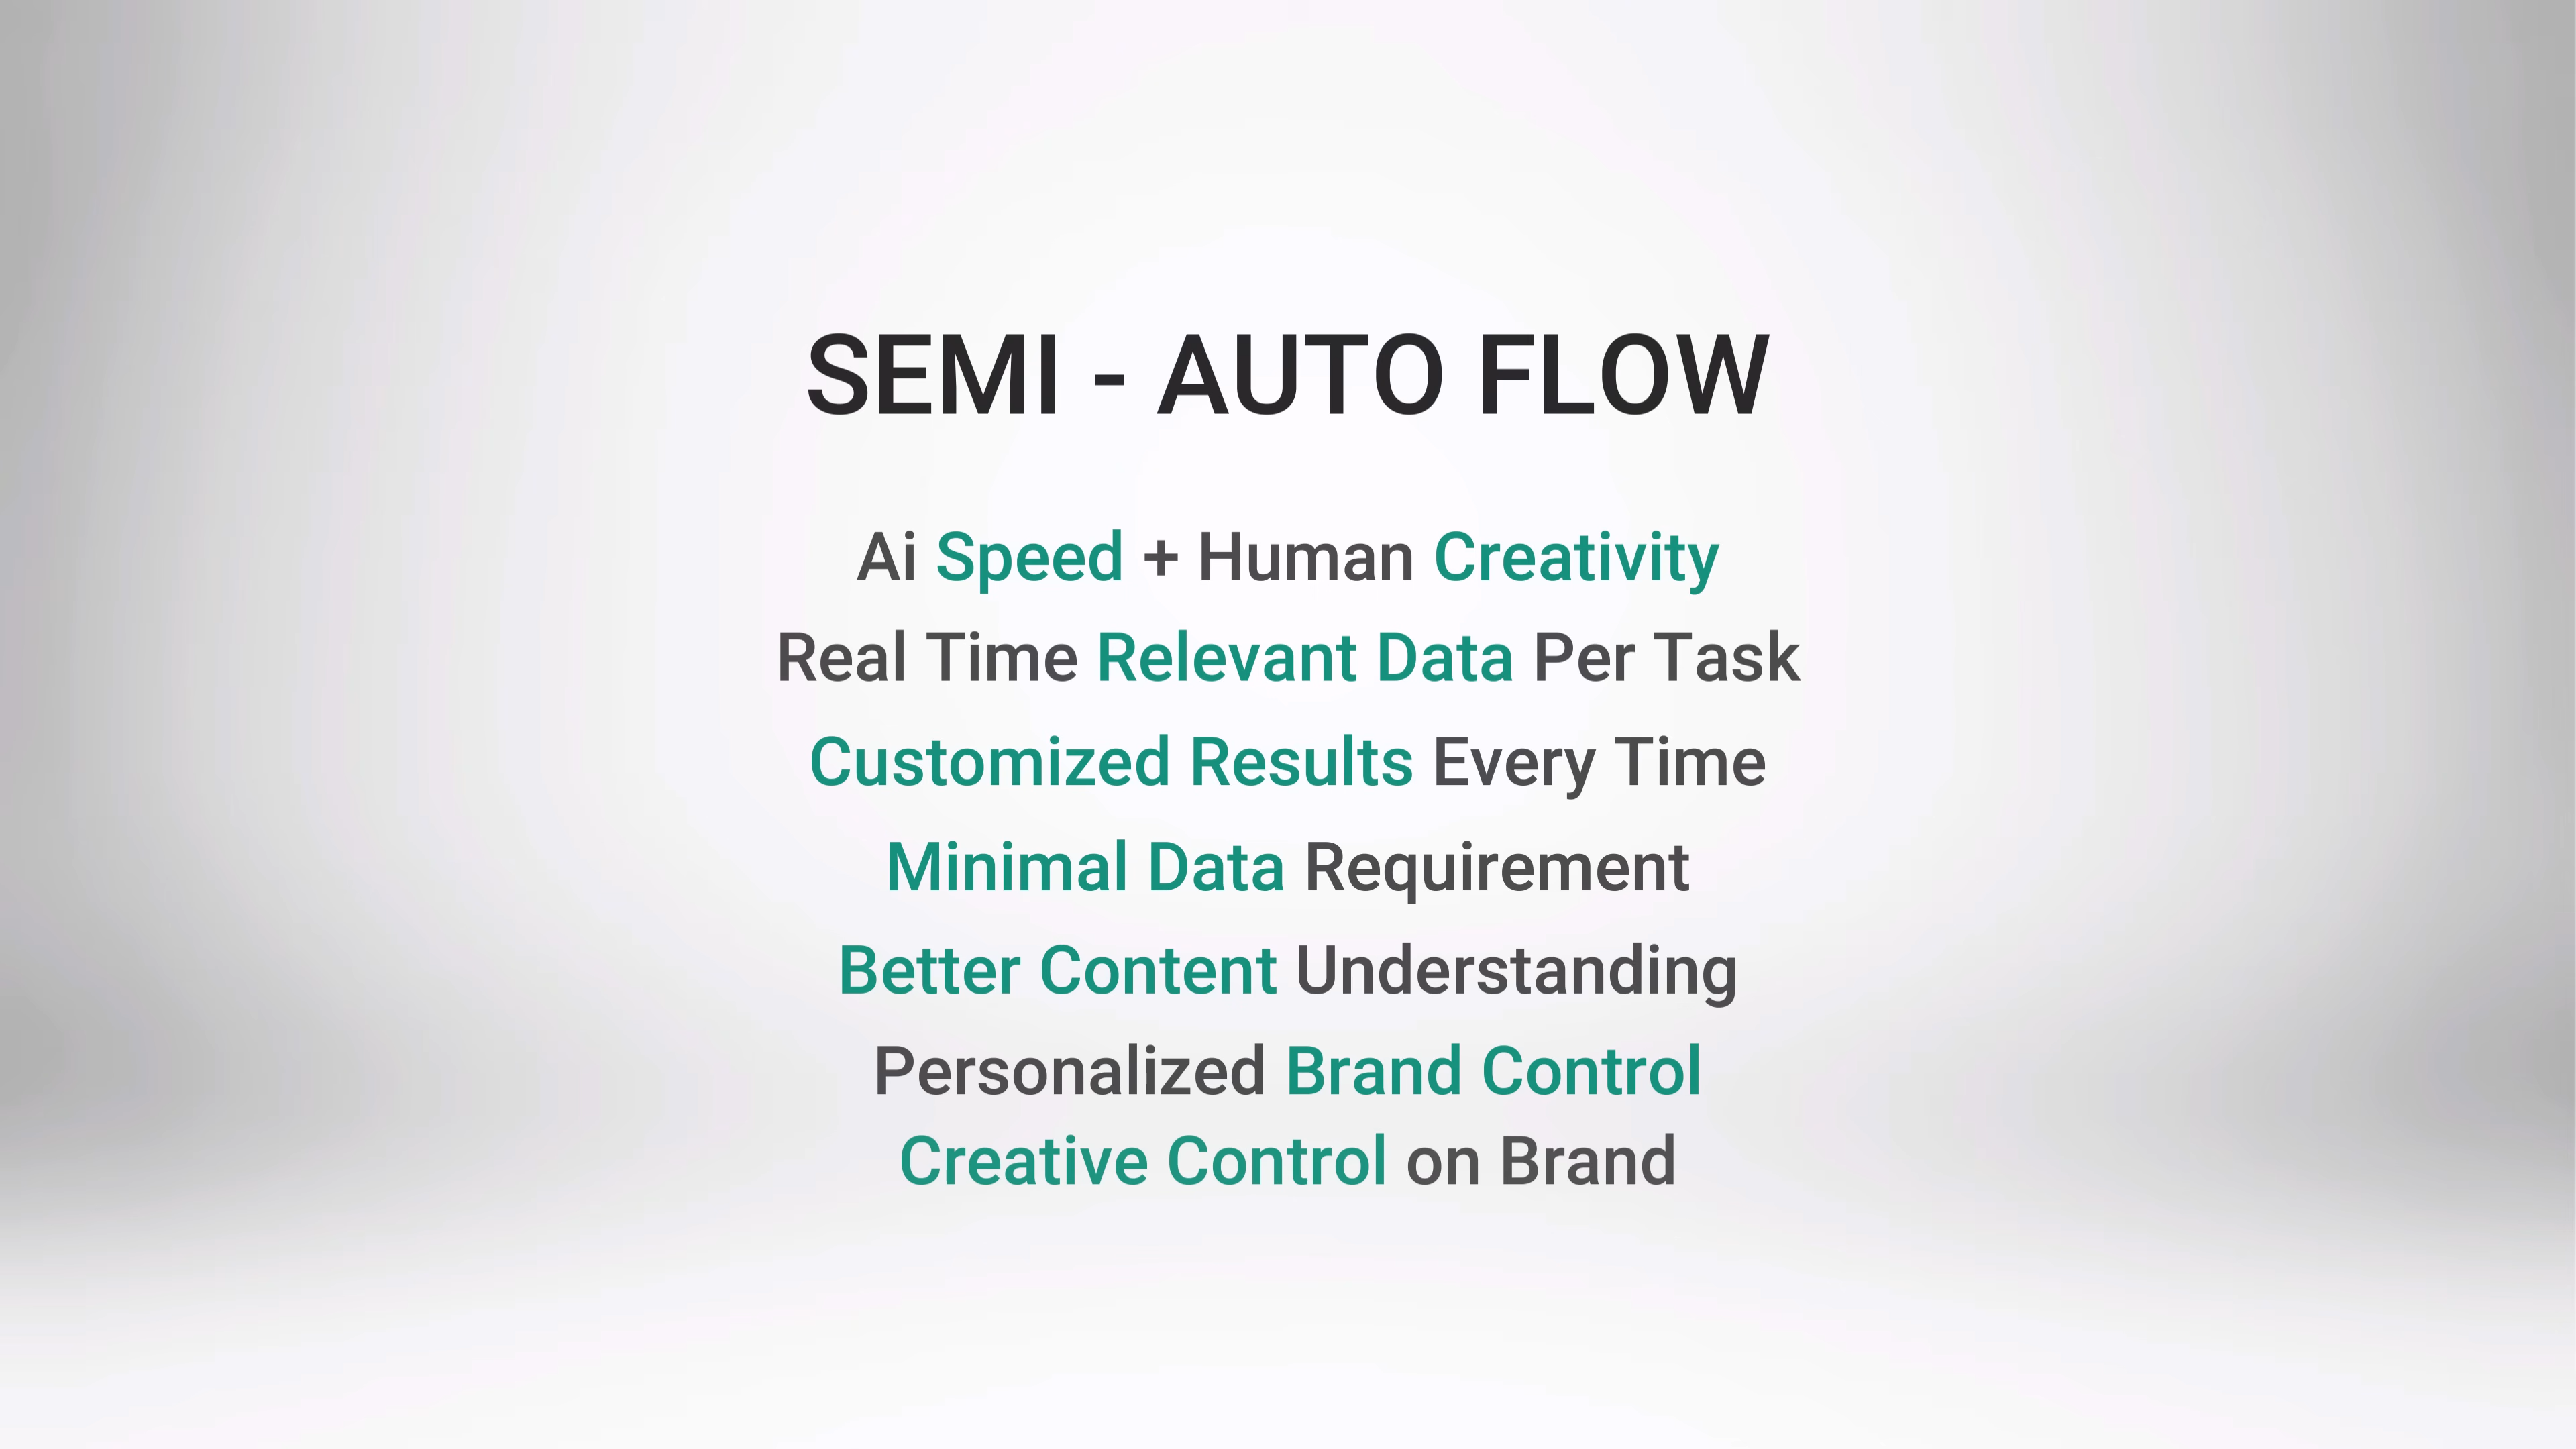 SEMI - AUTO FLOW
Ai Speed + Human Creativity
Real Time Relevant Data Per Task
Customized Results Every Time
Minimal Data Requirement
Better Content Understanding
Personalized Brand Control
Creative Control on Brand